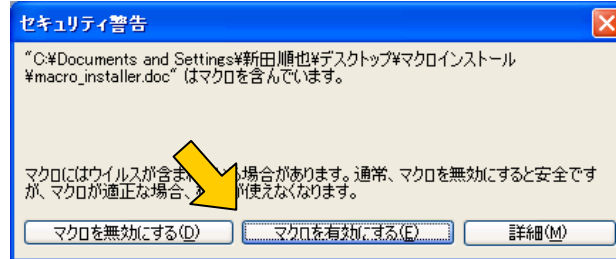 セキュリティ警告
"C:¥Documents and Settings¥新田順也¥デスクトップ¥マクロインストール
¥macro_installer.doc" はマクロを含んでいます。
マクロにはウイルスが含ま 場合があります。通常、マクロを無効にすると安全です
が、マクロが適正な場合、 が使えなくなります。
マクロを無効にする(D)
マクロを有効にする(E)
詳細(M)